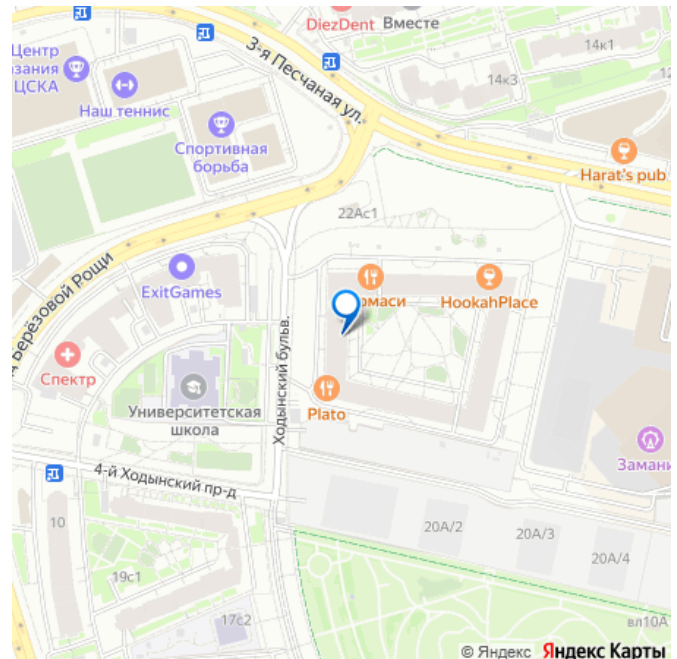 DiezDent
Вместе
Центр
зания
ЦСКА
3-я Песчаная ул.
14к1
14к3
12
Наш теннис
Спортивная
борьба
Harat's pub
22Ас1
ExitGames
омаси
HookahPlace
Берёзовой Рощи
Ходынский бульв.
Спектр
Университетская
школа
Plato
Замани
4-й Ходынский пр-д
10
20А/2
20А/3
20А/4
19с1
17с2
вл10А
© Яндекс Яндекс Карты